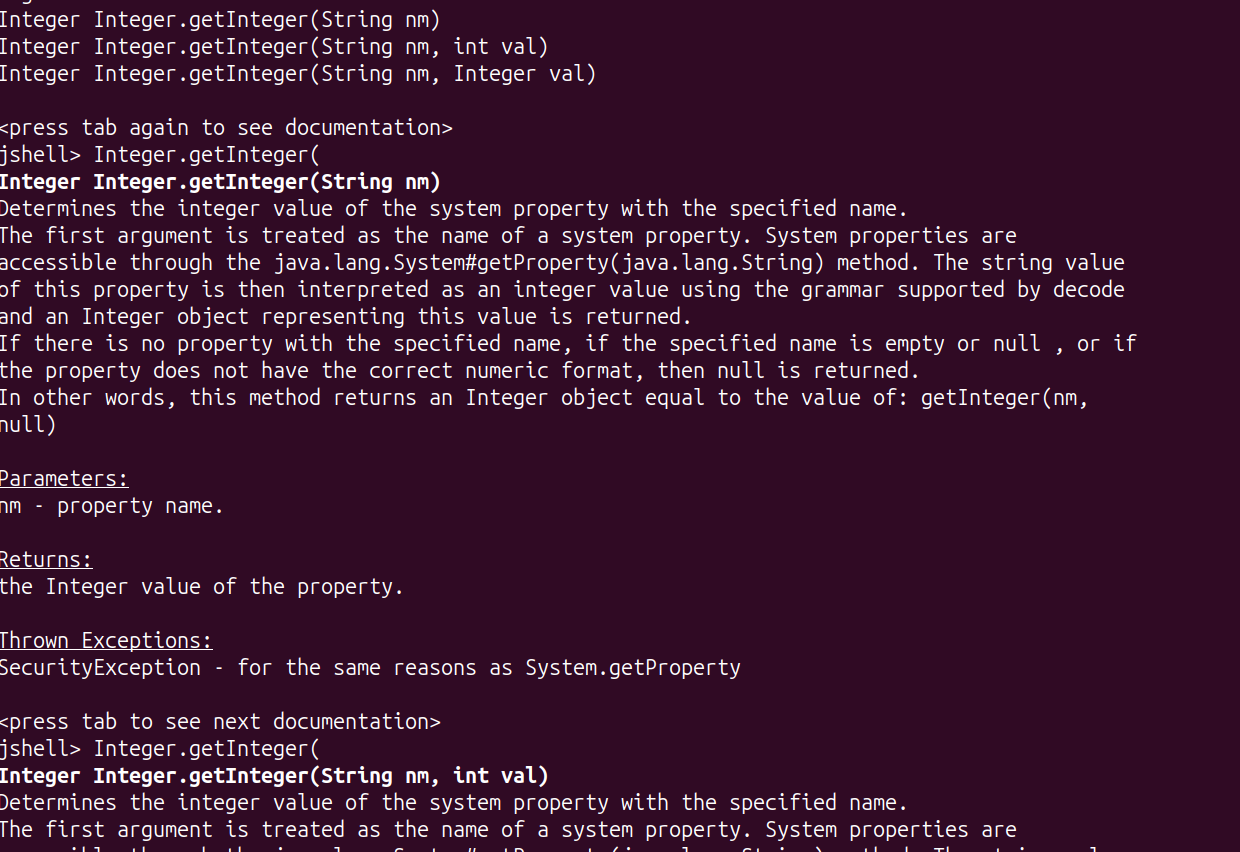 Integer Integer.getInteger(String nm)
Integer Integer.getInteger(String nm, int val)
Integer Integer.getInteger(String nm, Integer val)
<press tab again to see documentation>
jshell> Integer.getInteger(
Integer Integer.getInteger(String nm)
Determines the integer value of the system property with the specified name.
The first argument is treated as the name of a system property. System properties are
accessible through the java.lang.System#getProperty(java.lang.String) method. The string value
of this property is then interpreted as an integer value using the grammar supported by decode
and an Integer object representing this value is returned.
If there is no property with the specified name, if the specified name is empty or null , or if
the property does not have the correct numeric format, then null is returned.
In other words, this method returns an Integer object equal to the value of: getInteger(nm,
null)
Parameters:
nm - property name.
Returns:
the Integer value of the property.
Thrown Exceptions:
SecurityException - for the same reasons as System.getProperty
<press tab to see next documentation>
jshell> Integer.getInteger(
Integer Integer.getInteger(String nm, int val)
Determines the integer value of the system property with the specified name.
The first argument is treated as the name of a system property. System properties are